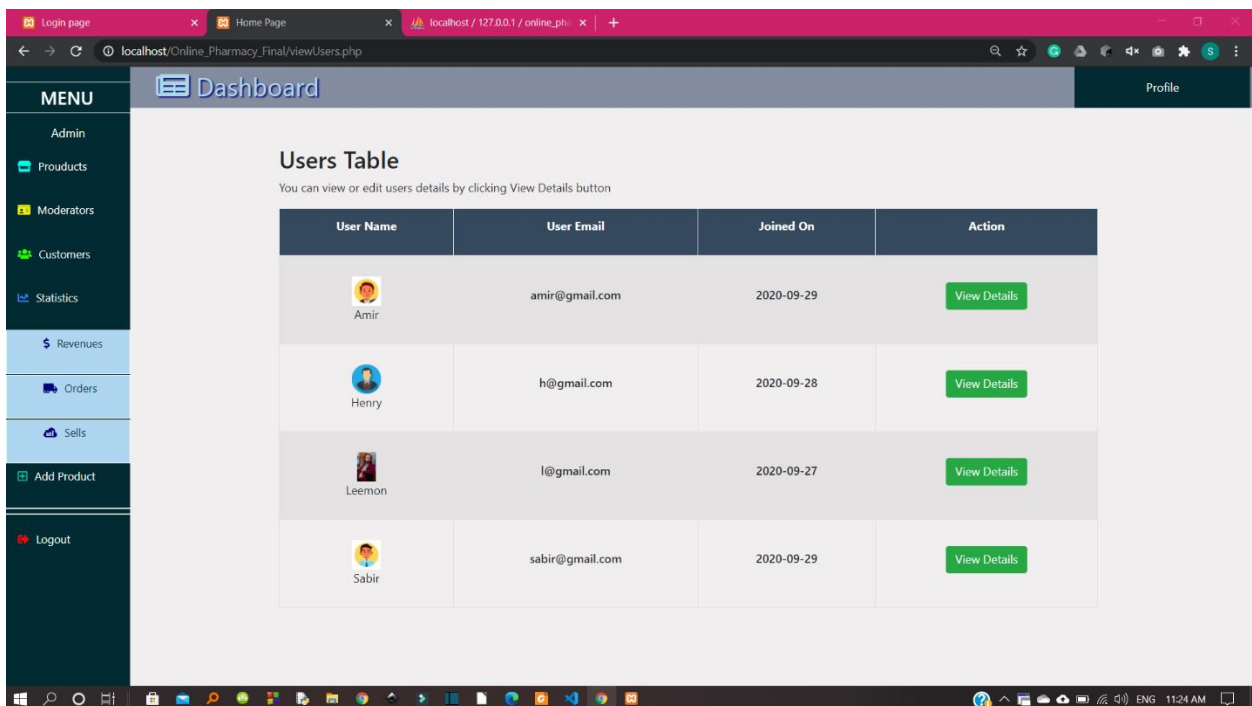 Login page
Home Page
localhost / 127.0.0.1 / online_pha
localhost/Online_Pharmacy_Final/viewUsers.php
S
MENU
Dashboard
Profile
Admin
Prouducts
Moderators
Customers
Statistics
$ Revenues
Orders
Sells
Add Product
Logout
Users Table
You can view or edit users details by clicking View Details button
User Name User Email Joined On Action
Amir amir@gmail.com 2020-09-29 View Details
Henry h@gmail.com 2020-09-28 View Details
Leemon l@gmail.com 2020-09-27 View Details
Sabir sabir@gmail.com 2020-09-29 View Details
ENG 11:24 AM